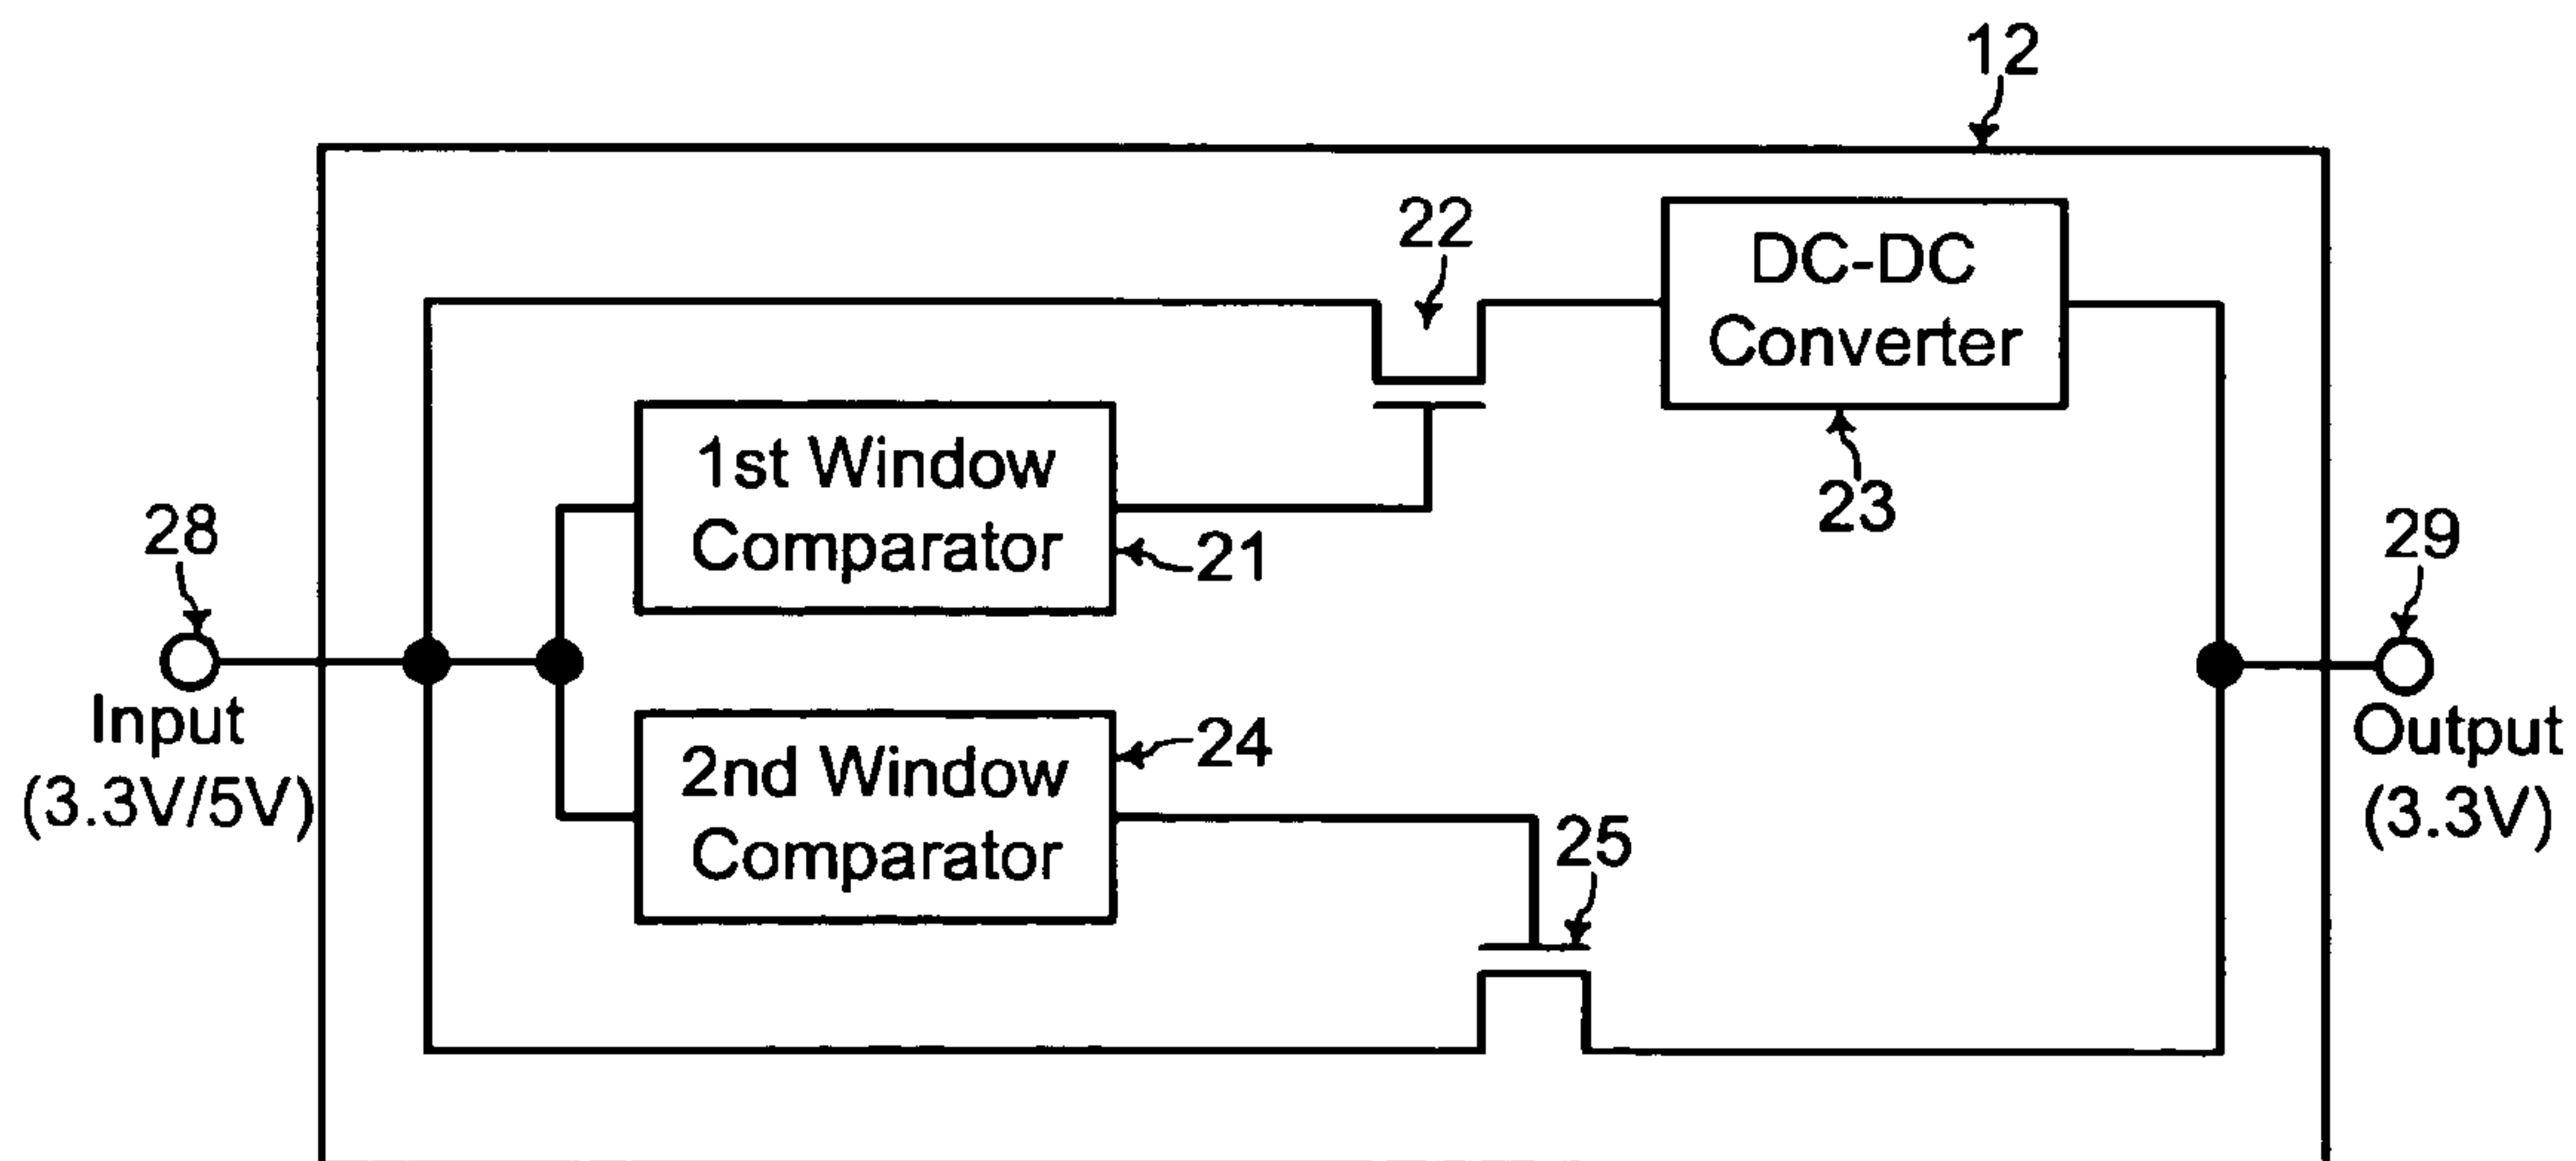 12
22
DC-DC
Converter
23
1st Window
Comparator
21
28
Input
(3.3V/5V)
29
Output
(3.3V)
2nd Window
Comparator
24
25